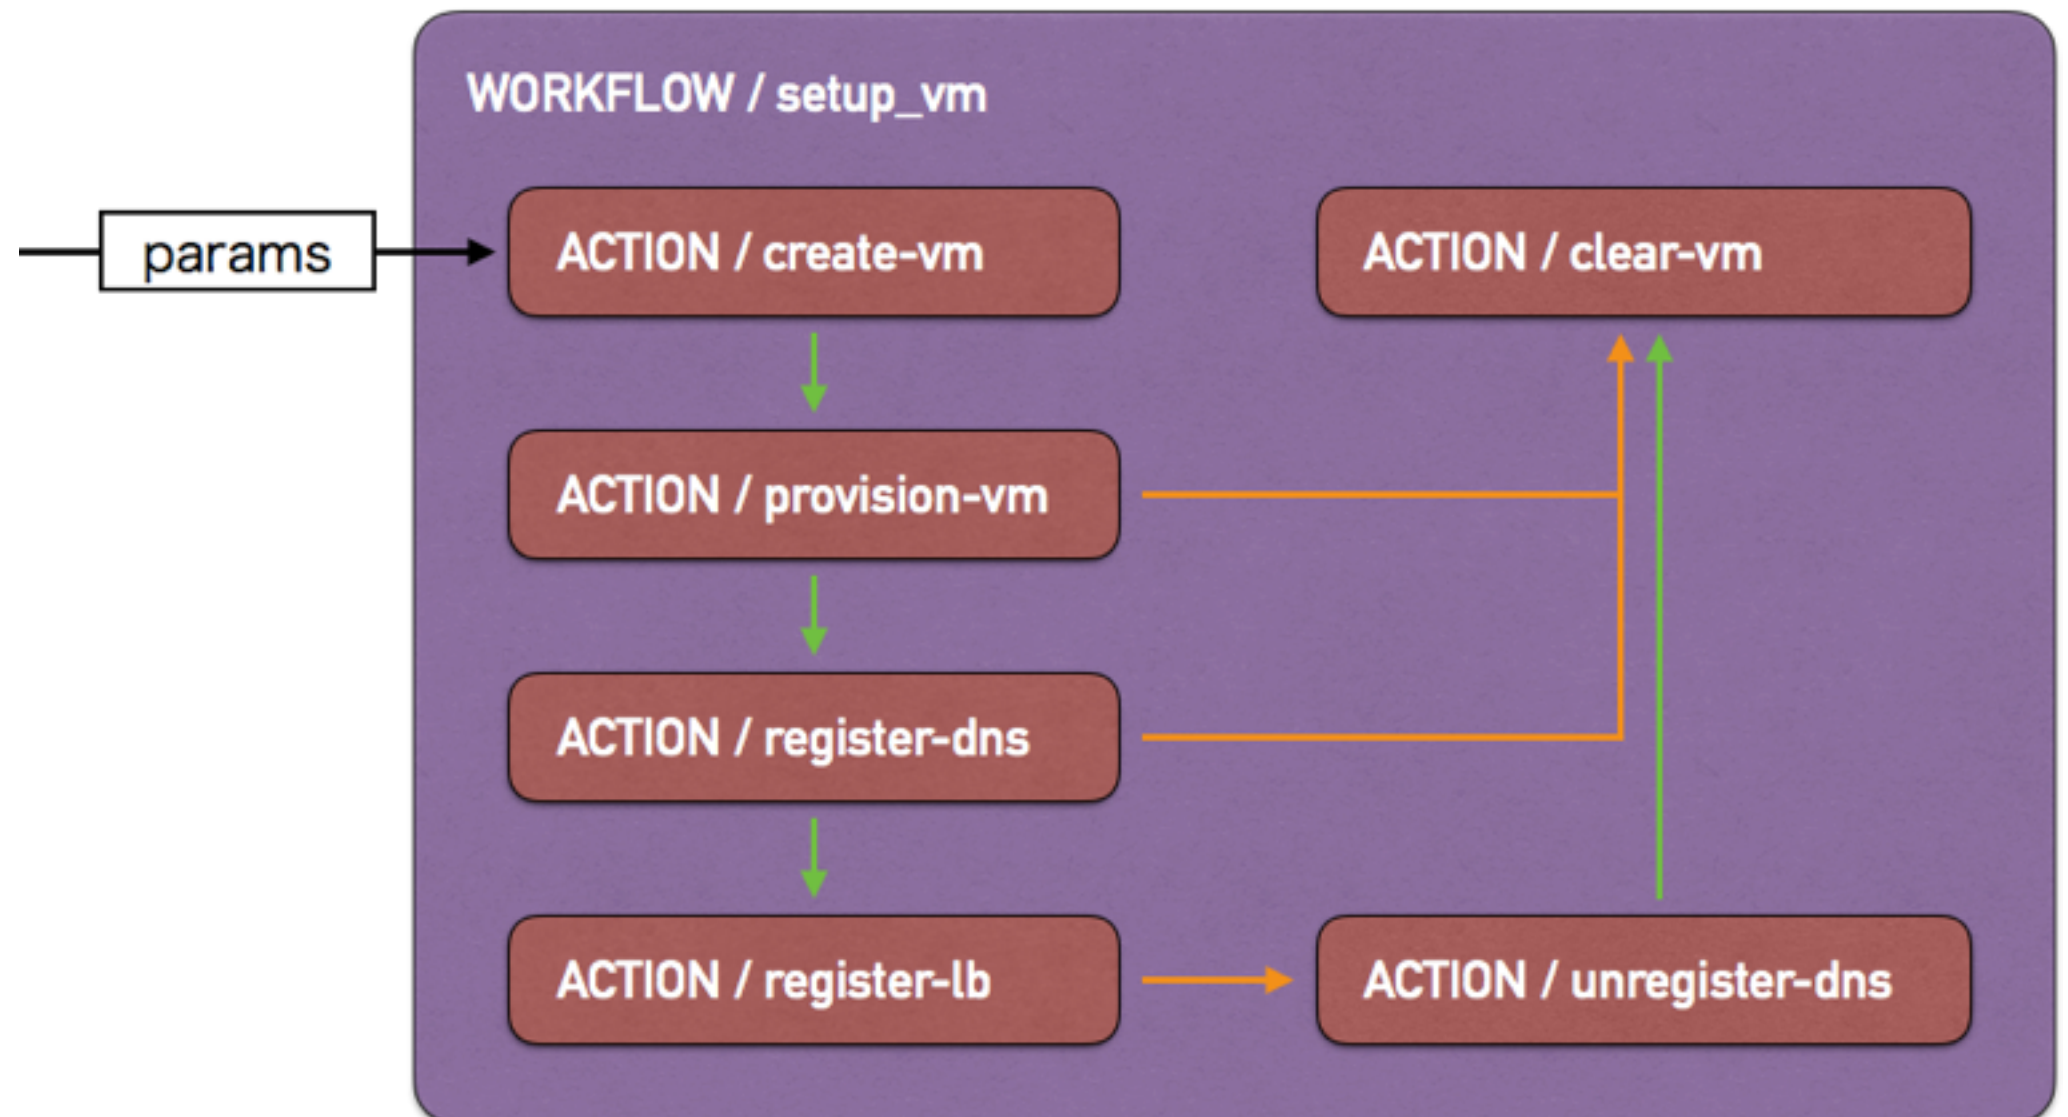 WORKFLOW / setup_vm
params
ACTION / create-vm
ACTION / clear-vm
ACTION / provision-vm
ACTION / register-dns
ACTION / register-lb
ACTION / unregister-dns